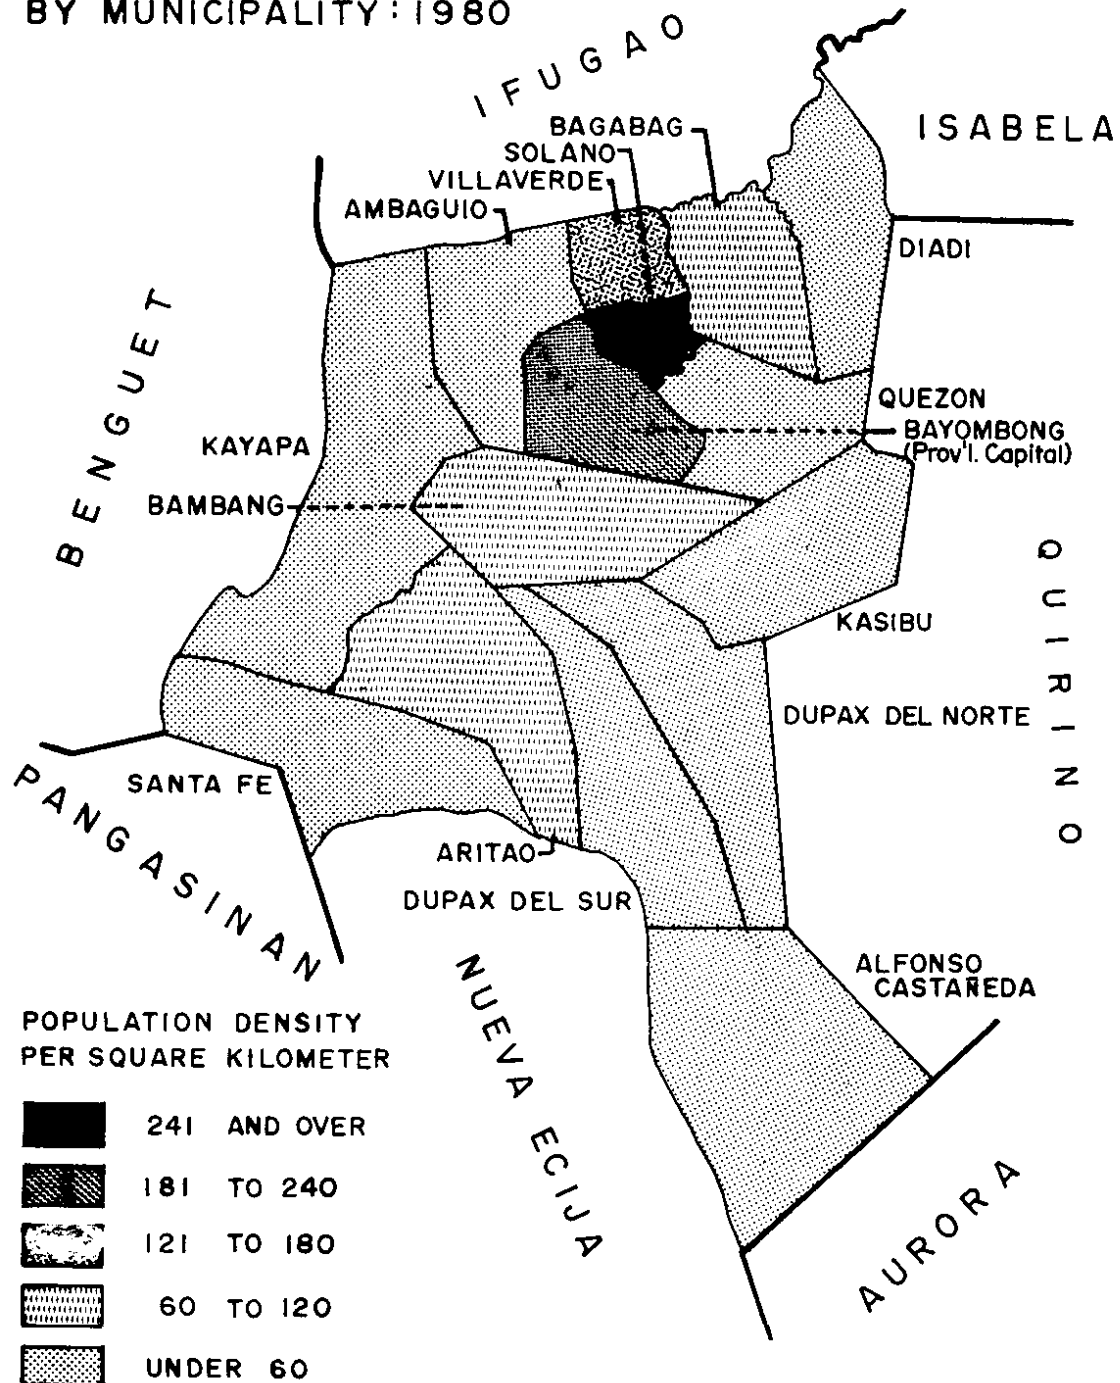 BY MUNICIPALITY: 1980
IFUGAO
ISABELA
BAGABAG
SOLANO
VILLAVERDE
AMBAGUIO
DIADI
BENGUET
QUEZON
BAYOMBONG
(Prov'l. Capital)
KAYAPA
BAMBANG
QUIRINO
KASIBU
DUPAX DEL NORTE
SANTA FE
PANGASINAN
ARITAO
DUPAX DEL SUR
ALFONSO
CASTAÑEDA
NUEVA ECIJA
AURORA
POPULATION DENSITY
PER SQUARE KILOMETER
241 AND OVER
181 TO 240
121 TO 180
60 TO 120
UNDER 60